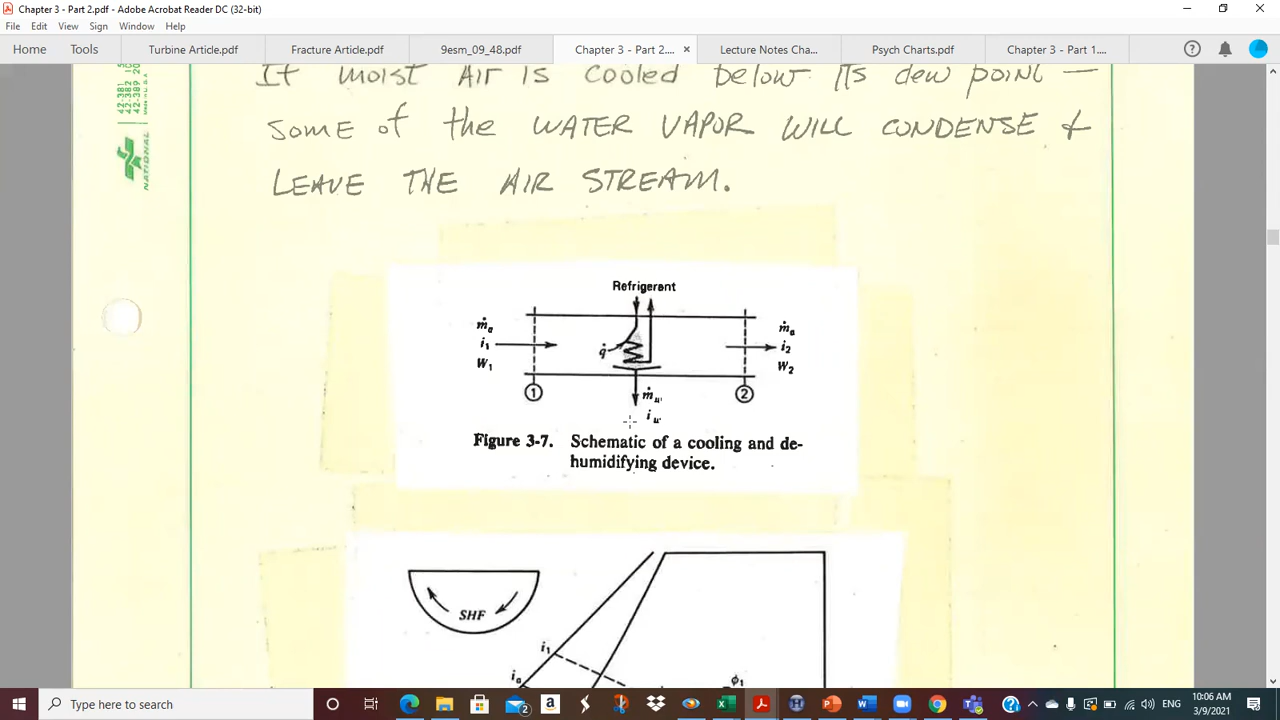 Chapter 3 - Part 2.pdf - Adobe Acrobat Reader DC (32-bit)
File Edit View Sign Window Help
Home Tools Turbine Article.pdf Fracture Article.pdf 9esm_09_48.pdf Chapter 3 - Part 2.... × Lecture Notes Cha... Psych Charts.pdf Chapter 3 - Part 1....
If moist AIR is cooled below its dew point —
some of the WATER VAPOR WILL CONDENSE &
LEAVE THE AIR STREAM.
NATIONAL
Refrigerant
ṁa ṁa
i1 q̇ i2
W1 W2
1 ṁw 2
iw
Figure 3-7. Schematic of a cooling and de-
humidifying device.
SHF
i1
ia ϕ1
Type here to search
2
10:06 AM
3/9/2021